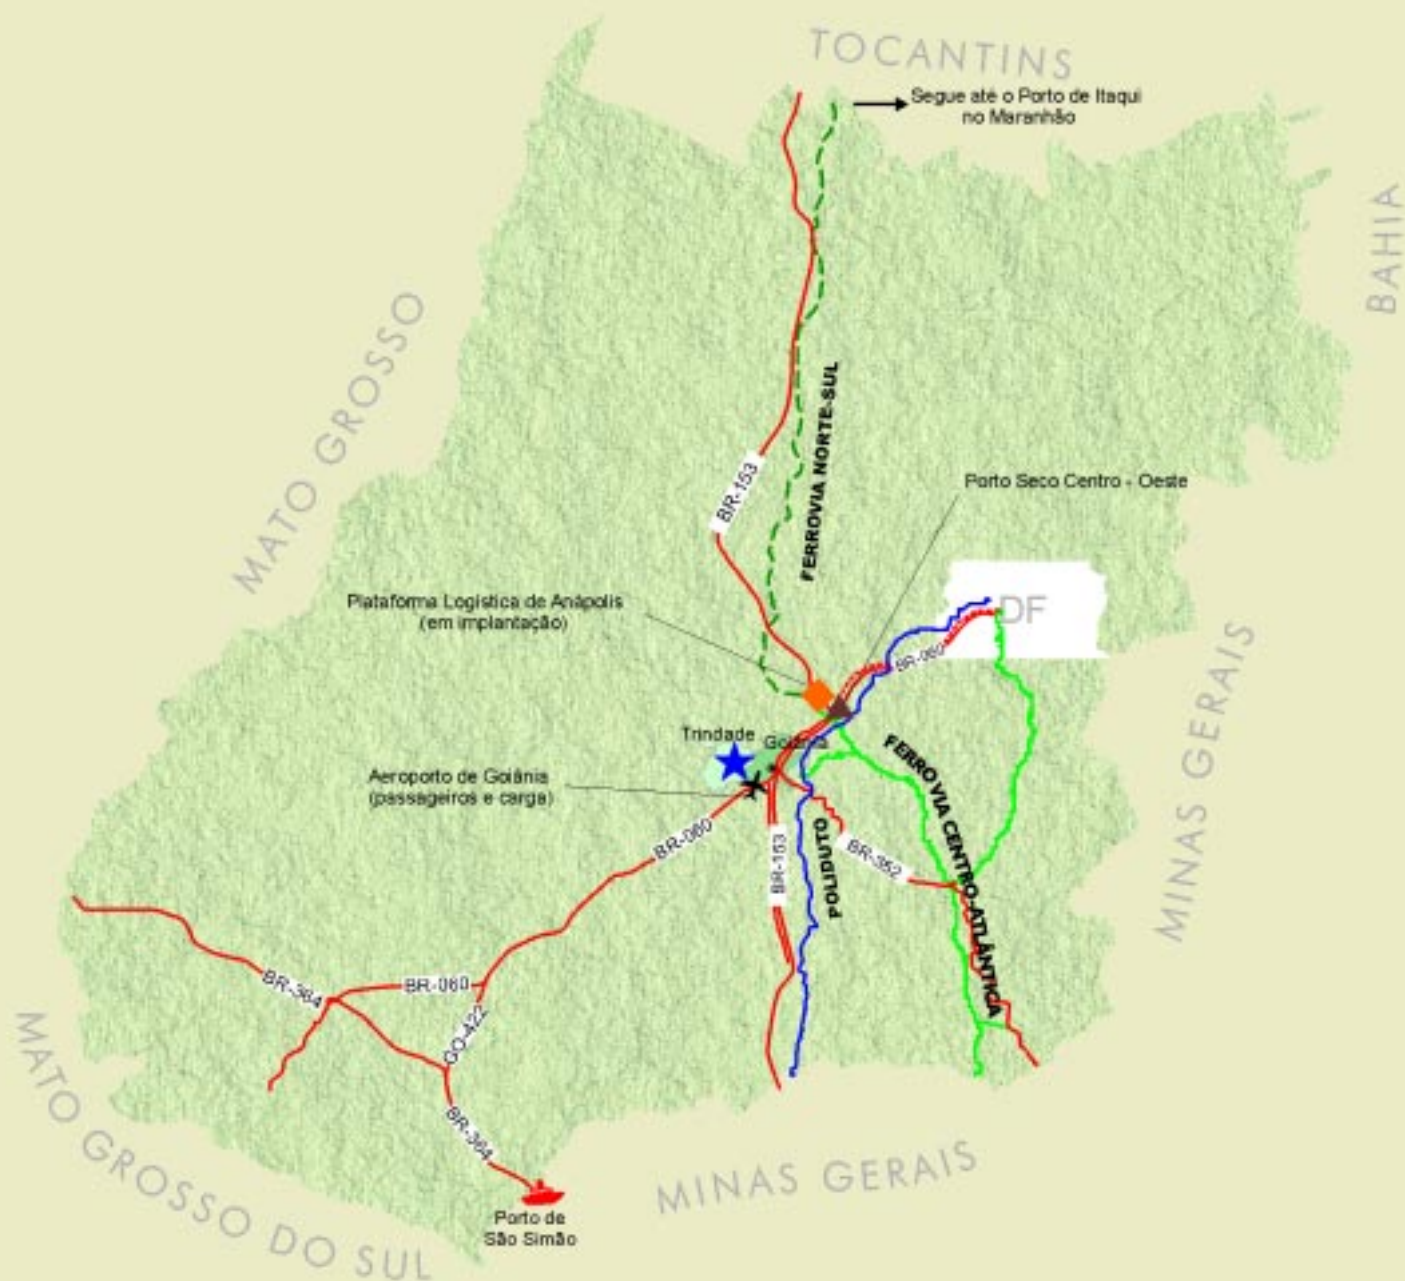 TOCANTINS
Segue até o Porto de Itaqui
no Maranhão
BAHIA
MATO GROSSO
FERROVIA NORTE-SUL
BR-153
Porto Seco Centro - Oeste
Plataforma Logística de Anápolis
(em implantação)
DF
BR-060
MINAS GERAIS
Trindade
Goiânia
FERROVIA CENTRO-ATLÂNTICA
Aeroporto de Goiânia
(passageiros e carga)
BR-060
BR-153
POLIDUTO
BR-352
BR-364
BR-060
GO-422
MATO GROSSO DO SUL
BR-364
MINAS GERAIS
Porto de
São Simão